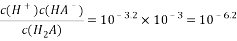 c(H⁺)c(HA⁻)/c(H₂A) = 10⁻³·² × 10⁻³ = 10⁻⁶·²